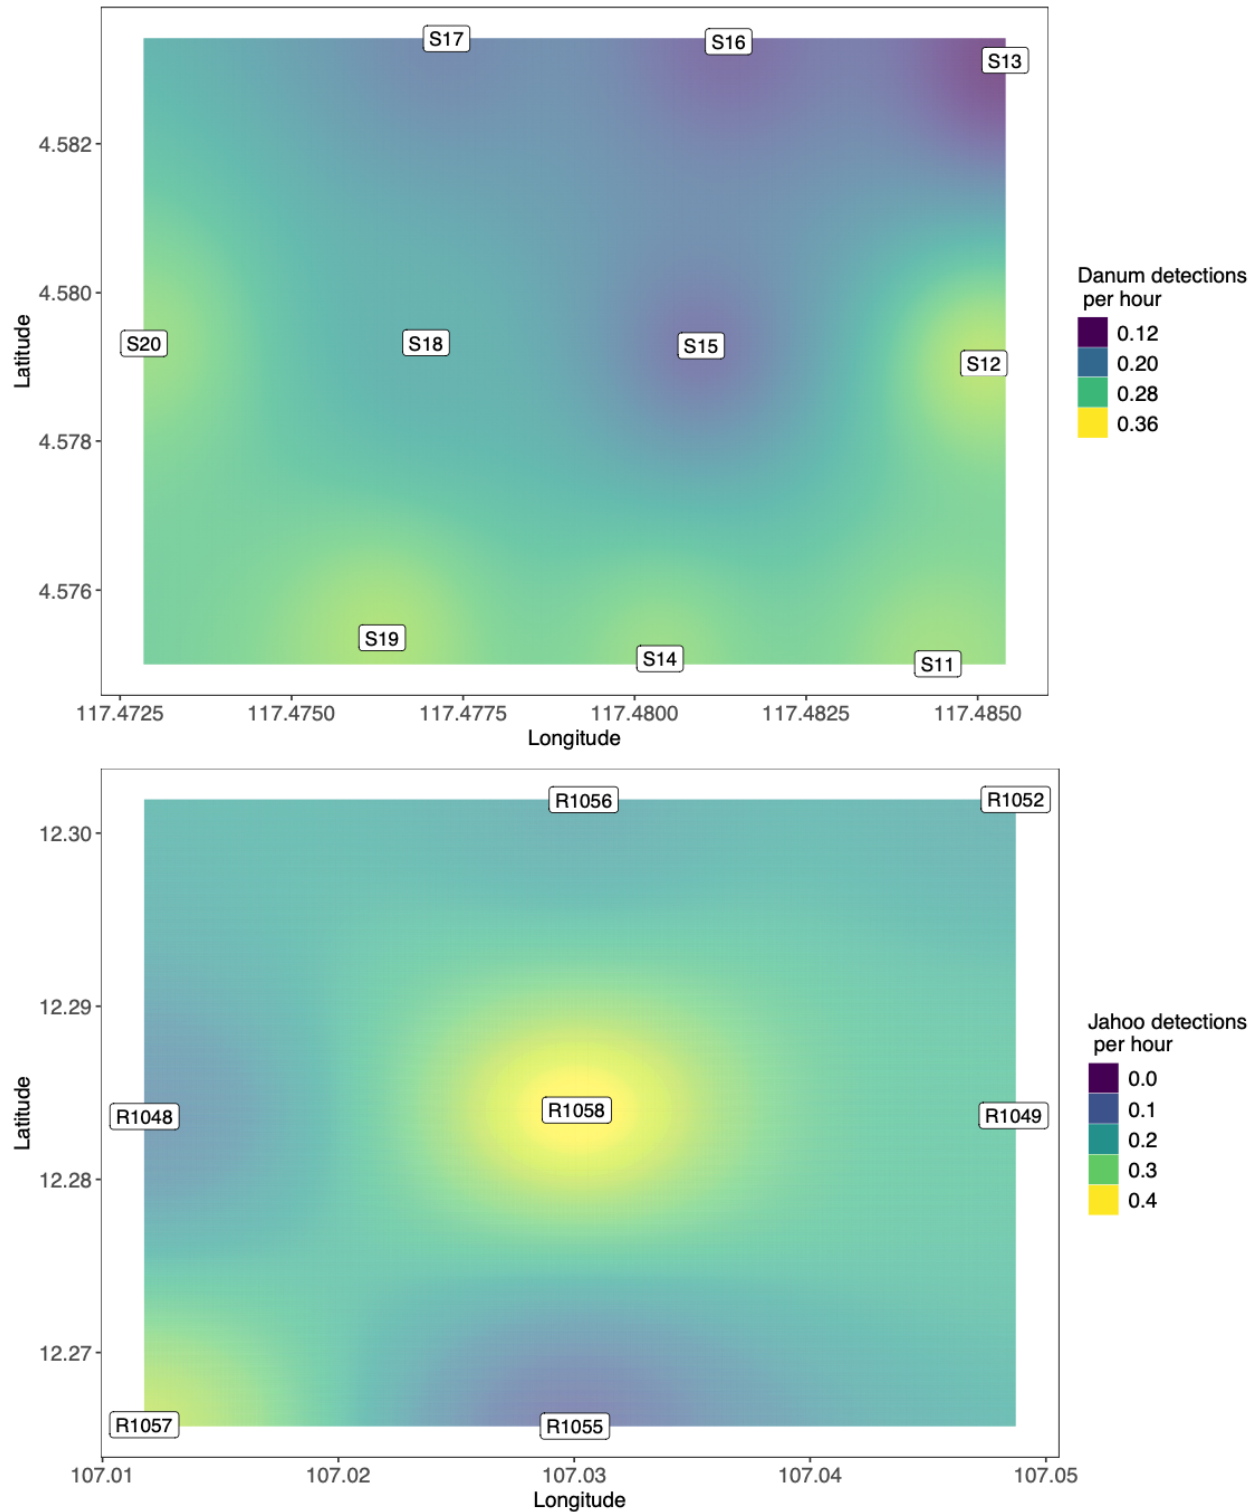 S17
S16
S13
4.582
4.580
S20
S18
S15
S12
4.578
4.576
S19
S14
S11
Latitude
117.4725
117.4750
117.4775
117.4800
117.4825
117.4850
Longitude
Danum detections
per hour
0.12
0.20
0.28
0.36
R1056
R1052
12.30
12.29
R1048
R1058
R1049
12.28
12.27
R1057
R1055
Latitude
107.01
107.02
107.03
107.04
107.05
Longitude
Jahoo detections
per hour
0.0
0.1
0.2
0.3
0.4